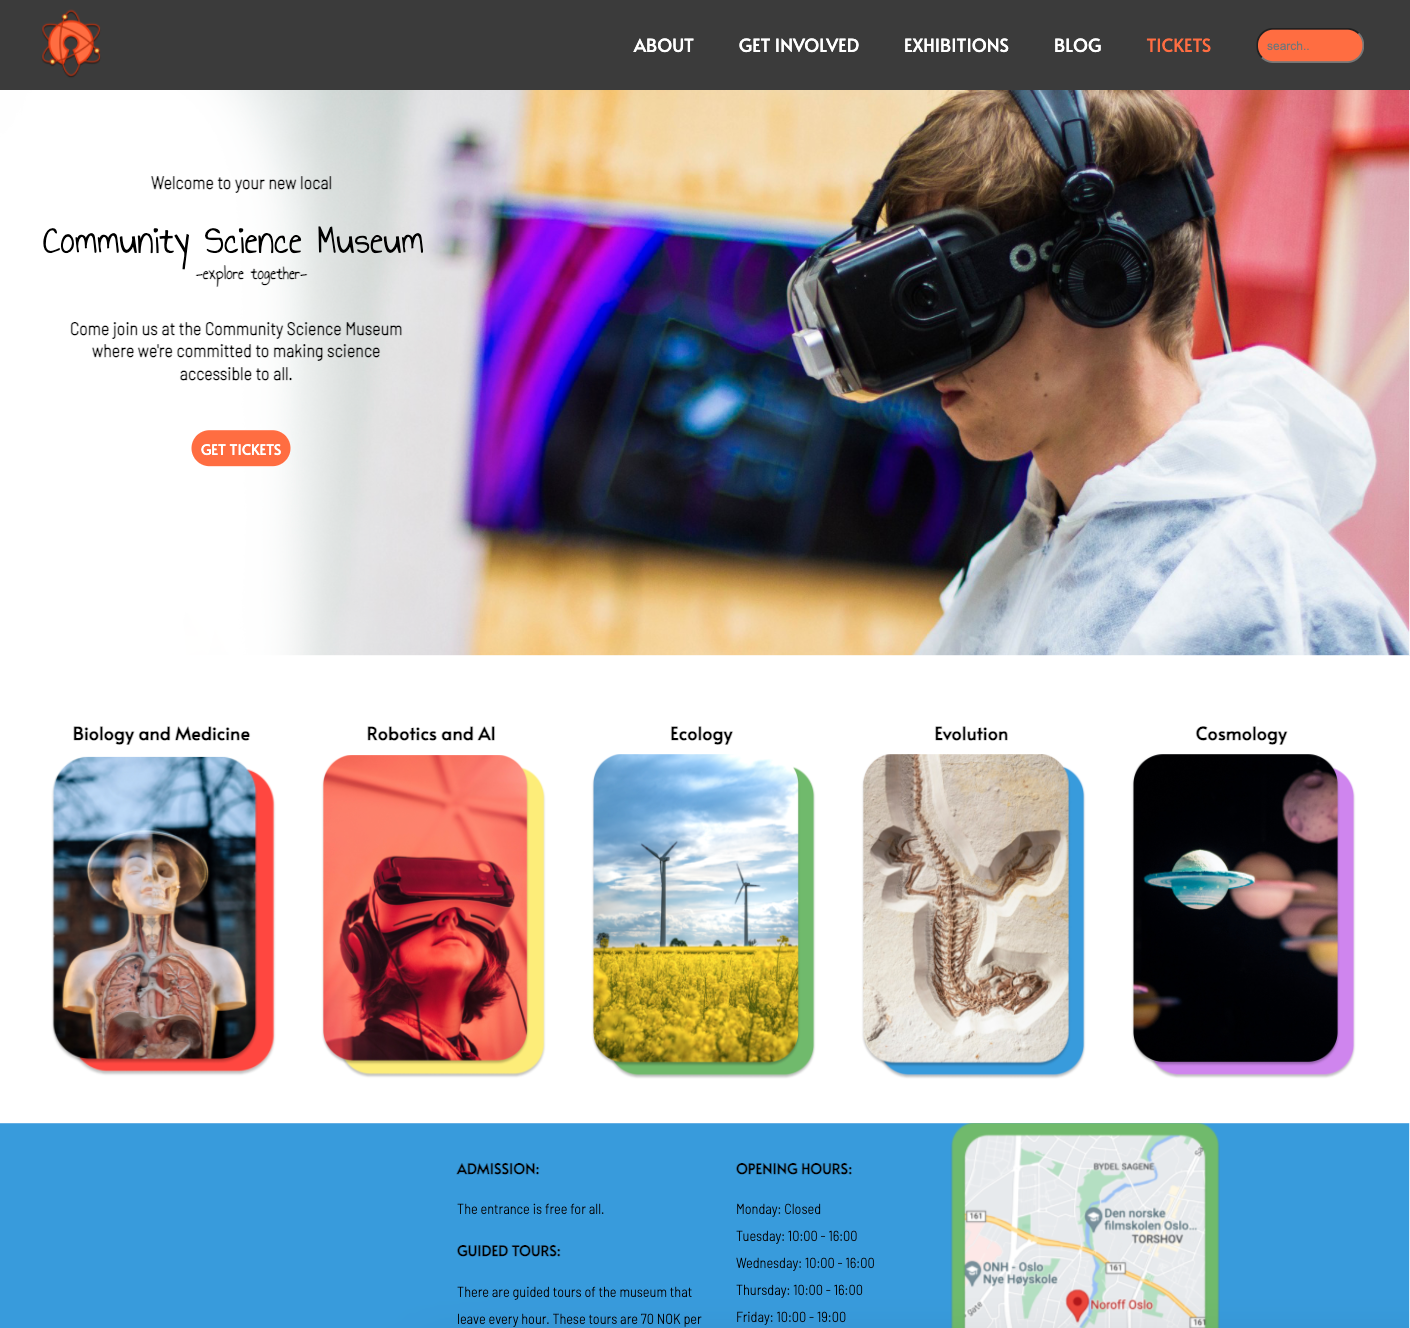 ABOUT
GET INVOLVED
EXHIBITIONS
BLOG
TICKETS
search..
Welcome to your new local
Community Science Museum
-explore together-
Come join us at the Community Science Museum
where we're committed to making science
accessible to all.
GET TICKETS
Biology and Medicine
Robotics and AI
Ecology
Evolution
Cosmology
ADMISSION:
The entrance is free for all.
GUIDED TOURS:
There are guided tours of the museum that
leave every hour. These tours are 70 NOK per
OPENING HOURS:
Monday: Closed
Tuesday: 10:00 - 16:00
Wednesday: 10:00 - 16:00
Thursday: 10:00 - 16:00
Friday: 10:00 - 19:00
BYDEL SAGENE
161
Den norske
filmskolen Oslo...
TORSHOV
ONH - Oslo
Nye Høyskole
161
gate
Noroff Oslo
161